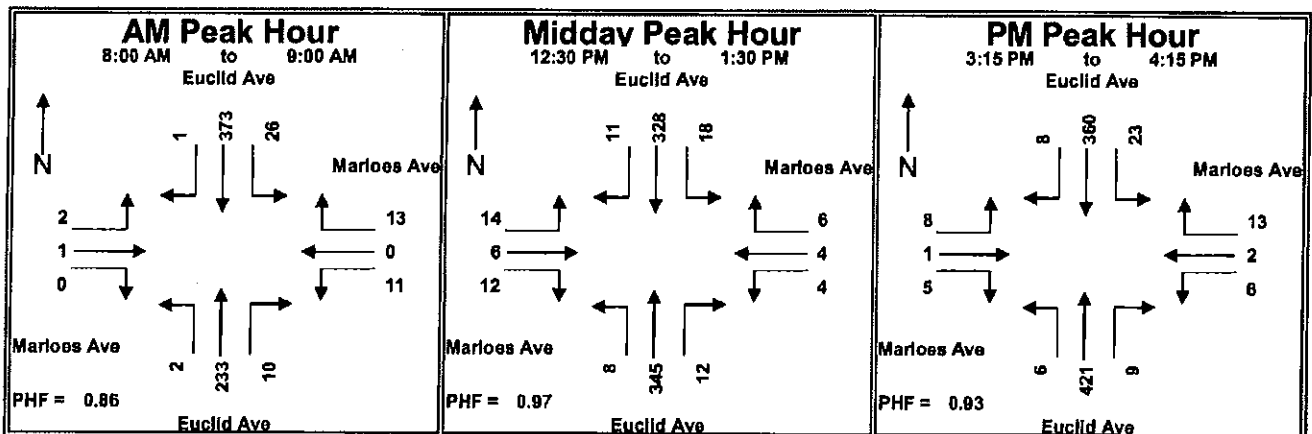 AM Peak Hour
8:00 AM to 9:00 AM
Euclid Ave
1 373 26
N
Marloes Ave
2
1
0
13
0
11
Marloes Ave
2 233 10
PHF = 0.86
Euclid Ave
Midday Peak Hour
12:30 PM to 1:30 PM
Euclid Ave
11 328 18
N
Marloes Ave
14
6
12
6
4
4
Marloes Ave
8 345 12
PHF = 0.97
Euclid Ave
PM Peak Hour
3:15 PM to 4:15 PM
Euclid Ave
8 360 23
N
Marloes Ave
8
1
5
13
2
6
Marloes Ave
6 421 9
PHF = 0.93
Euclid Ave